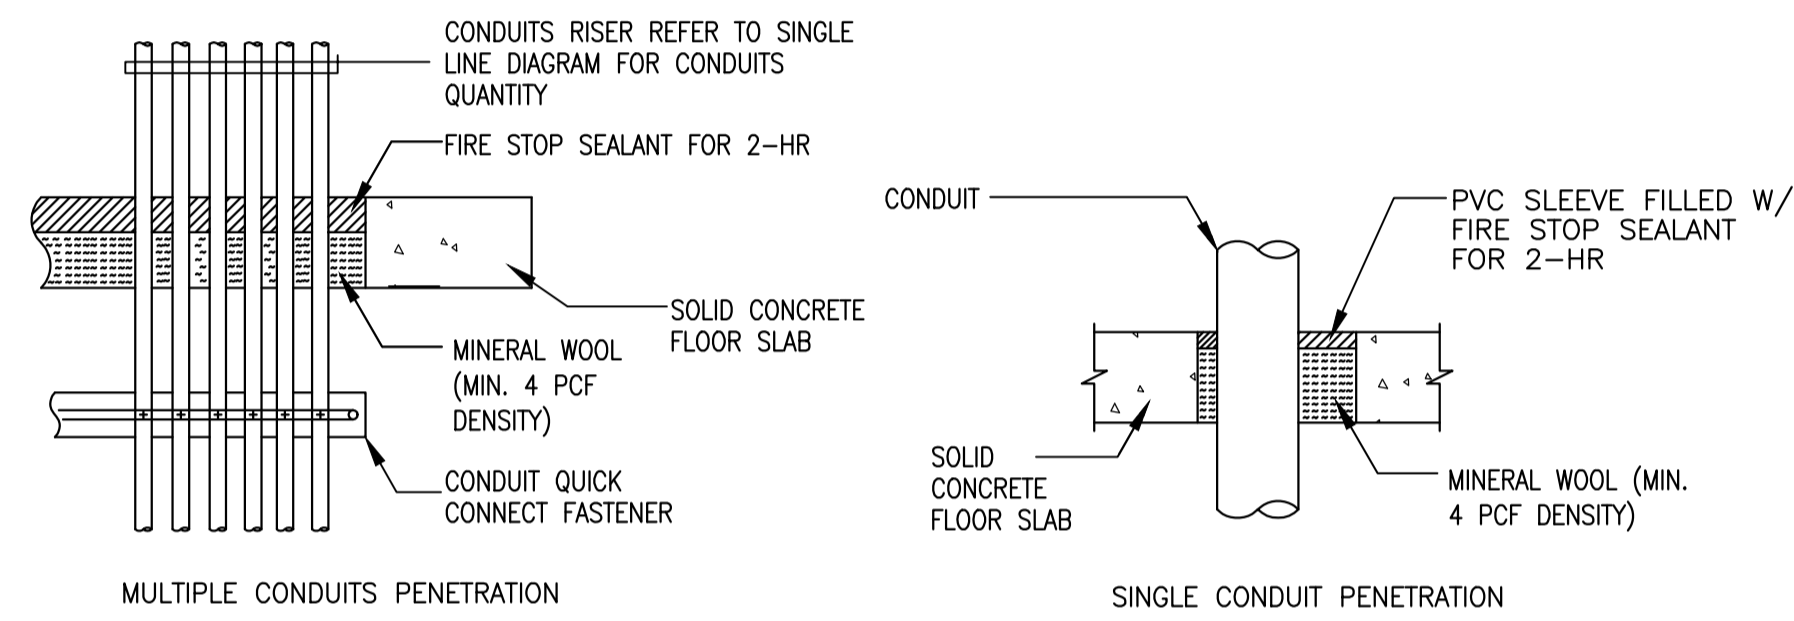 CONDUITS RISER REFER TO SINGLE
LINE DIAGRAM FOR CONDUITS
QUANTITY
FIRE STOP SEALANT FOR 2-HR
SOLID CONCRETE
FLOOR SLAB
MINERAL WOOL
(MIN. 4 PCF
DENSITY)
CONDUIT QUICK
CONNECT FASTENER
MULTIPLE CONDUITS PENETRATION
CONDUIT
PVC SLEEVE FILLED W/
FIRE STOP SEALANT
FOR 2-HR
SOLID
CONCRETE
FLOOR SLAB
MINERAL WOOL (MIN.
4 PCF DENSITY)
SINGLE CONDUIT PENETRATION